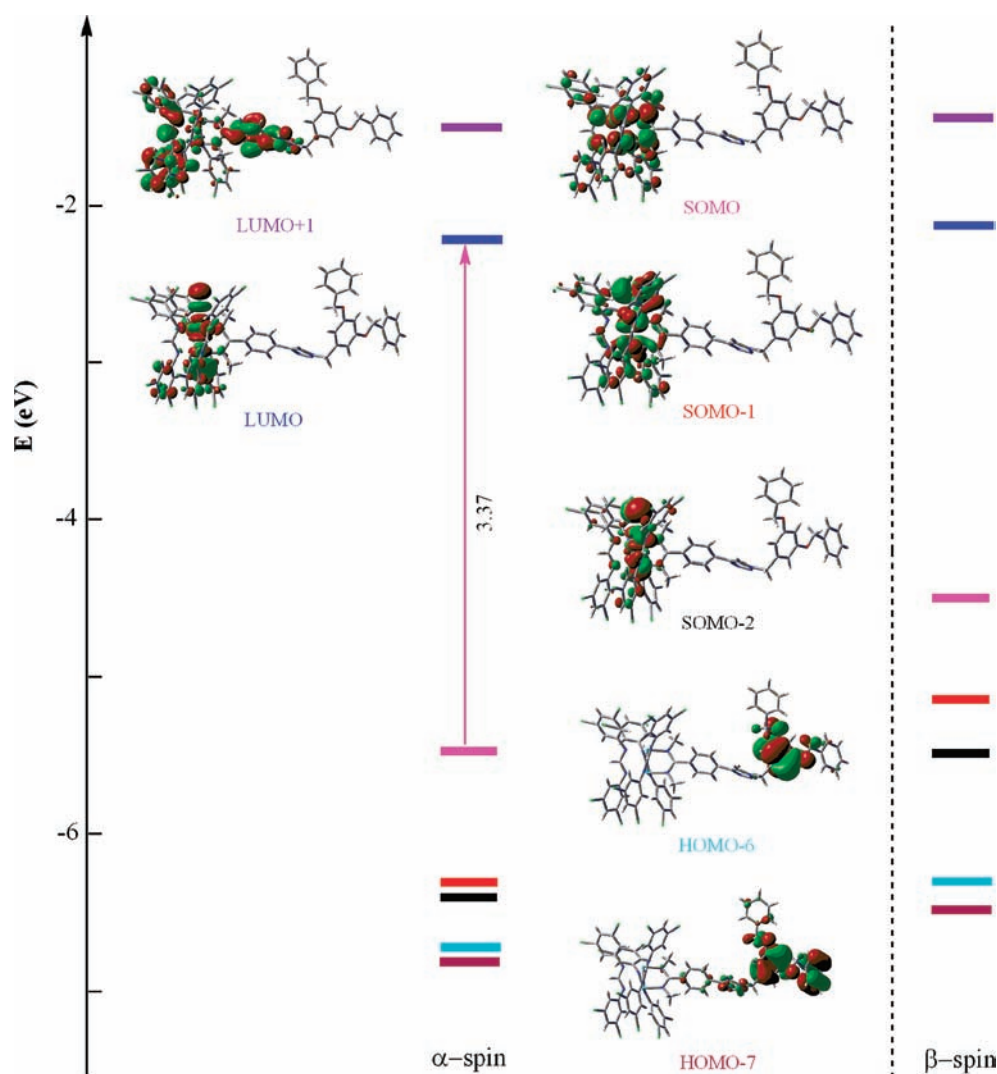 LUMO+1
SOMO
-2
LUMO
SOMO-1
E (eV)
3.37
-4
SOMO-2
-6
HOMO-6
α-spin
HOMO-7
β-spin